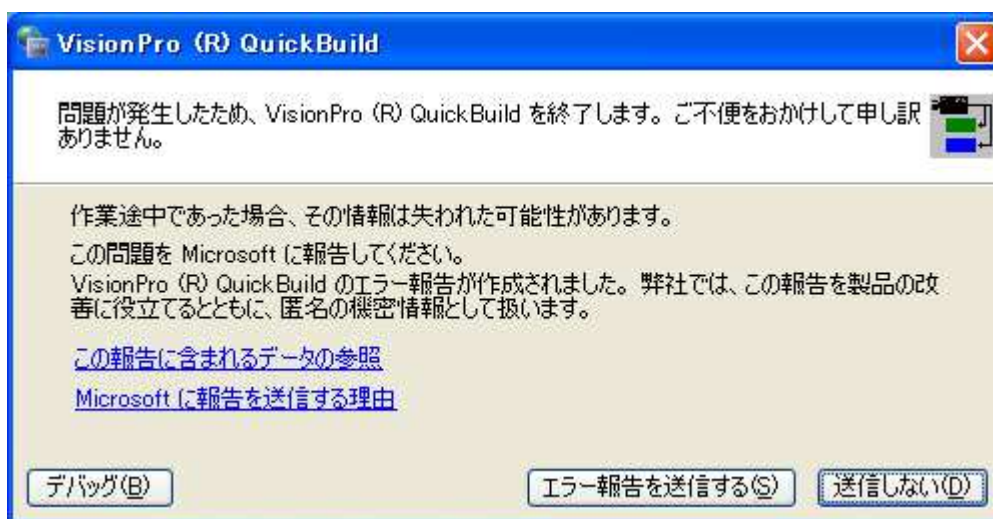 VisionPro (R) QuickBuild
問題が発生したため、VisionPro (R) QuickBuild を終了します。ご不便をおかけして申し訳
ありません。
作業途中であった場合、その情報は失われた可能性があります。
この問題を Microsoft に報告してください。
VisionPro (R) QuickBuild のエラー報告が作成されました。弊社では、この報告を製品の改
善に役立てるとともに、匿名の機密情報として扱います。
この報告に含まれるデータの参照
Microsoft に報告を送信する理由
デバッグ(B)
エラー報告を送信する(S)
送信しない(D)